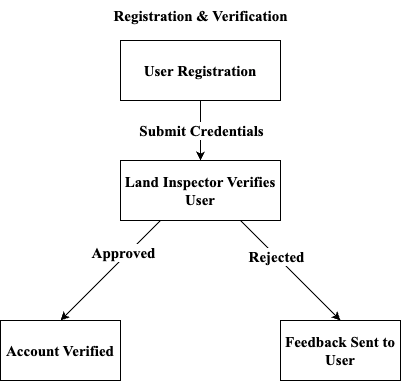 Registration & Verification
User Registration
Submit Credentials
Land Inspector Verifies
User
Approved
Rejected
Account Verified
Feedback Sent to
User